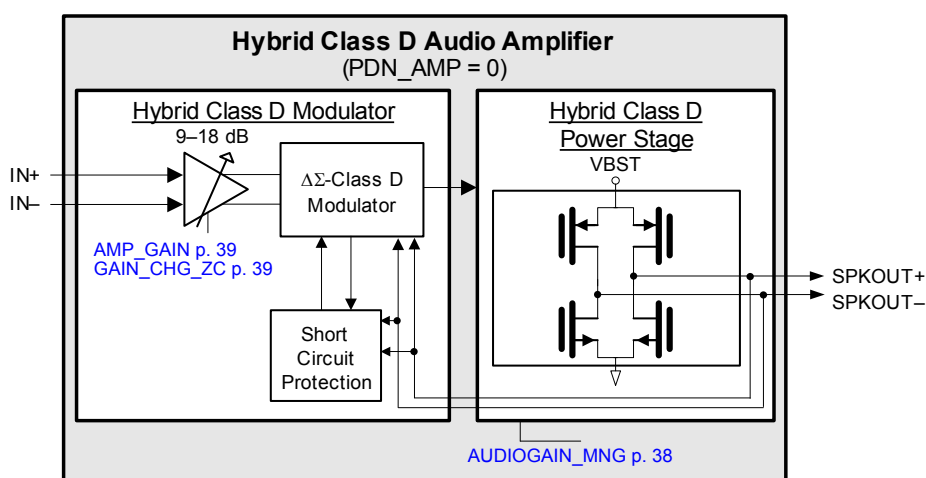 Hybrid Class D Audio Amplifier
(PDN_AMP = 0)
Hybrid Class D Modulator
9–18 dB
IN+
IN–
ΔΣ-Class D
Modulator
AMP_GAIN p. 39
GAIN_CHG_ZC p. 39
Short
Circuit
Protection
Hybrid Class D
Power Stage
VBST
SPKOUT+
SPKOUT–
AUDIOGAIN_MNG p. 38